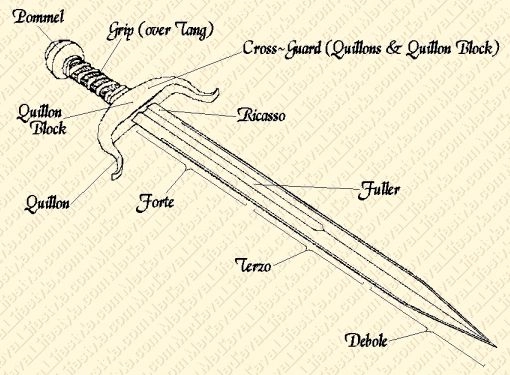 Pommel
Grip (over Tang)
Cross~Guard (Quillons & Quillon Block)
Quillon
Block
Ricasso
Quillon
Forte
Fuller
Terzo
Debole